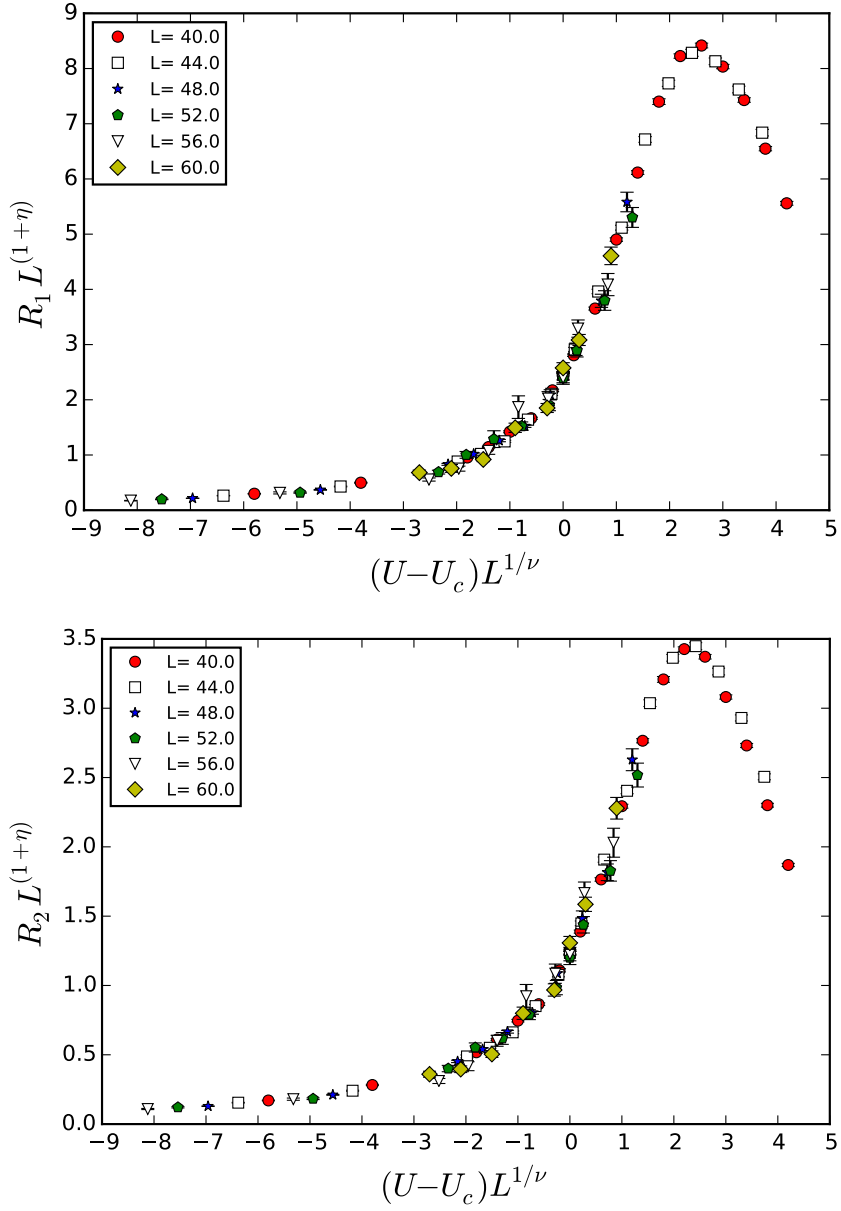 9
8
7
6
5
4
3
2
1
0
R₁ L^(1+η)
L= 40.0
L= 44.0
L= 48.0
L= 52.0
L= 56.0
L= 60.0
−9 −8 −7 −6 −5 −4 −3 −2 −1 0 1 2 3 4 5
(U−U_c)L^{1/ν}
3.5
3.0
2.5
2.0
1.5
1.0
0.5
0.0
R₂ L^(1+η)
L= 40.0
L= 44.0
L= 48.0
L= 52.0
L= 56.0
L= 60.0
−9 −8 −7 −6 −5 −4 −3 −2 −1 0 1 2 3 4 5
(U−U_c)L^{1/ν}